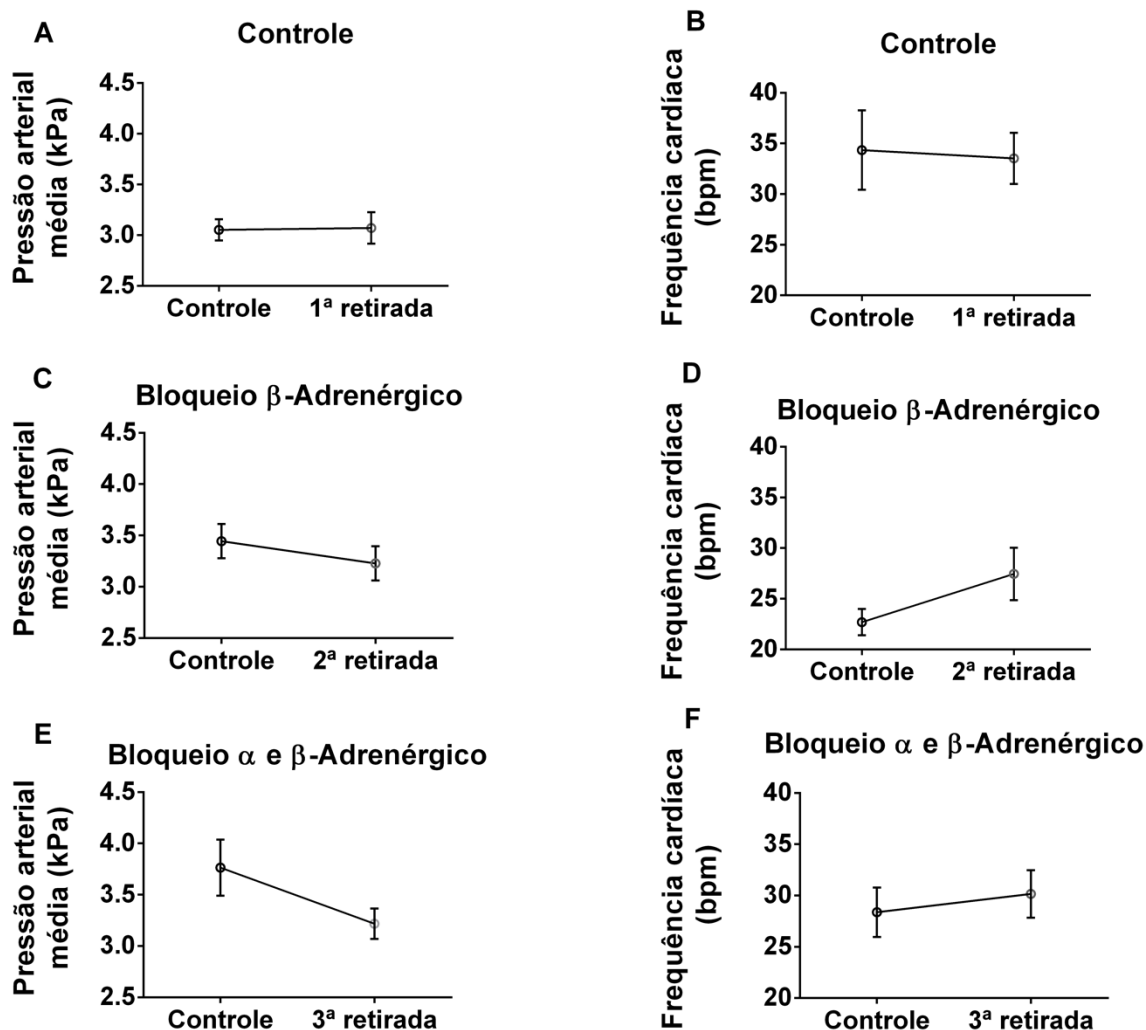 A
Controle
Pressão arterial
média (kPa)
4.5
4.0
3.5
3.0
2.5
Controle
1ª retirada
B
Controle
Frequência cardíaca
(bpm)
40
35
30
25
20
Controle
1ª retirada
C
Bloqueio β-Adrenérgico
Pressão arterial
média (kPa)
4.5
4.0
3.5
3.0
2.5
Controle
2ª retirada
D
Bloqueio β-Adrenérgico
Frequência cardíaca
(bpm)
40
35
30
25
20
Controle
2ª retirada
E
Bloqueio α e β-Adrenérgico
Pressão arterial
média (kPa)
4.5
4.0
3.5
3.0
2.5
Controle
3ª retirada
F
Bloqueio α e β-Adrenérgico
Frequência cardíaca
(bpm)
40
35
30
25
20
Controle
3ª retirada